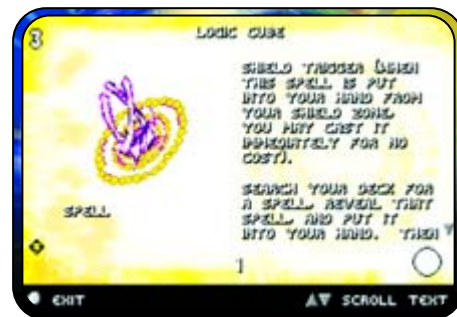 3
LOGIC CUBE
SHIELD TRIGGER (WHEN
THIS SPELL IS PUT
INTO YOUR HAND FROM
YOUR SHIELD ZONE,
YOU MAY CAST IT
IMMEDIATELY FOR NO
COST).
SEARCH YOUR DECK FOR
A SPELL, REVEAL THAT
SPELL, AND PUT IT
INTO YOUR HAND. THEN
SPELL
1
EXIT
SCROLL TEXT